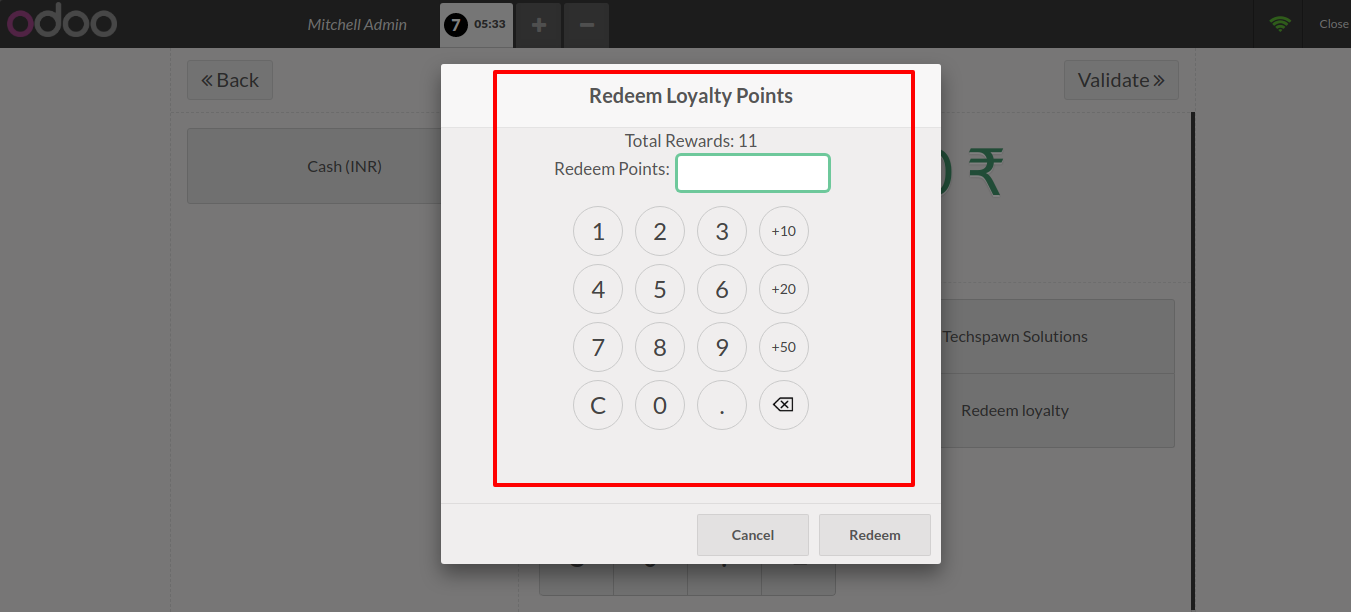 odoo
Mitchell Admin
7 05:33
+
−
Close
« Back
Validate »
Cash (INR)
₹
Techspawn Solutions
Redeem loyalty
Redeem Loyalty Points
Total Rewards: 11
Redeem Points:
1 2 3 +10
4 5 6 +20
7 8 9 +50
C 0 . ⌫
Cancel Redeem